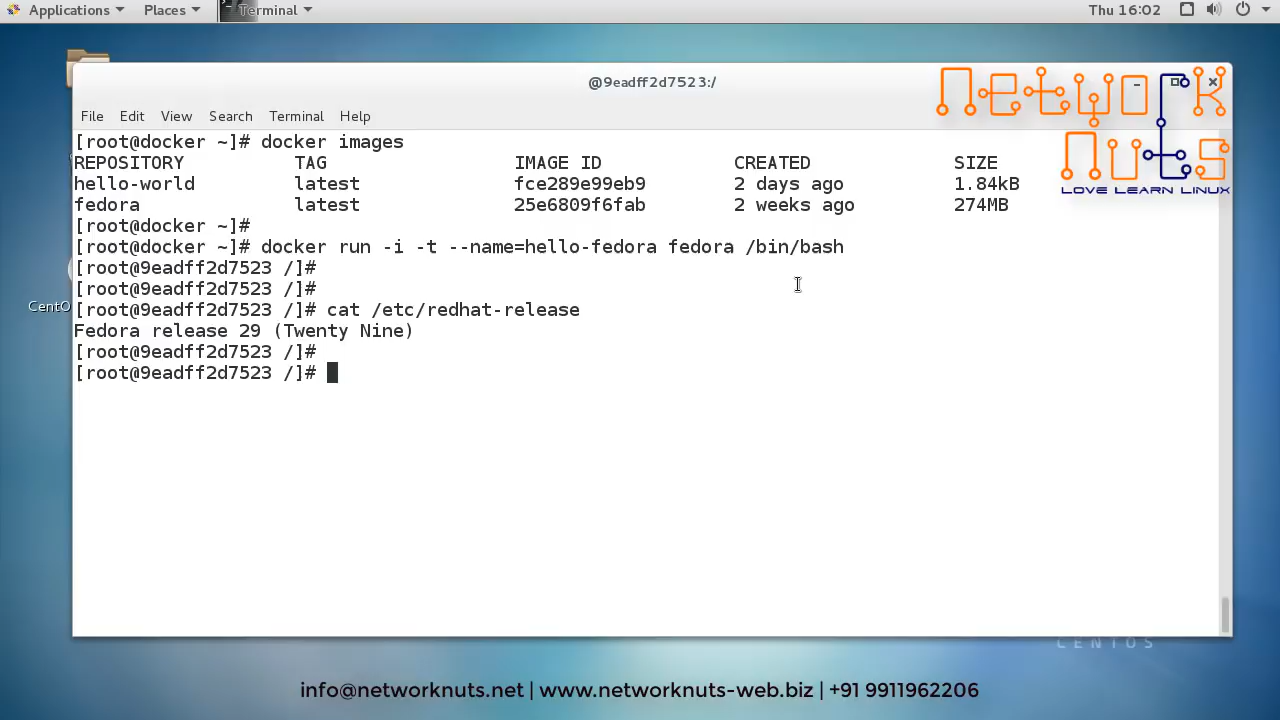 Applications Places Terminal Thu 16:02
@9eadff2d7523:/
network
nuts
LOVE LEARN LINUX
File Edit View Search Terminal Help
[root@docker ~]# docker images
REPOSITORY TAG IMAGE ID CREATED SIZE
hello-world latest fce289e99eb9 2 days ago 1.84kB
fedora latest 25e6809f6fab 2 weeks ago 274MB
[root@docker ~]#
[root@docker ~]# docker run -i -t --name=hello-fedora fedora /bin/bash
[root@9eadff2d7523 /]#
[root@9eadff2d7523 /]#
CentO
[root@9eadff2d7523 /]# cat /etc/redhat-release
Fedora release 29 (Twenty Nine)
[root@9eadff2d7523 /]#
[root@9eadff2d7523 /]#
CENTOS
info@networknuts.net | www.networknuts-web.biz | +91 9911962206